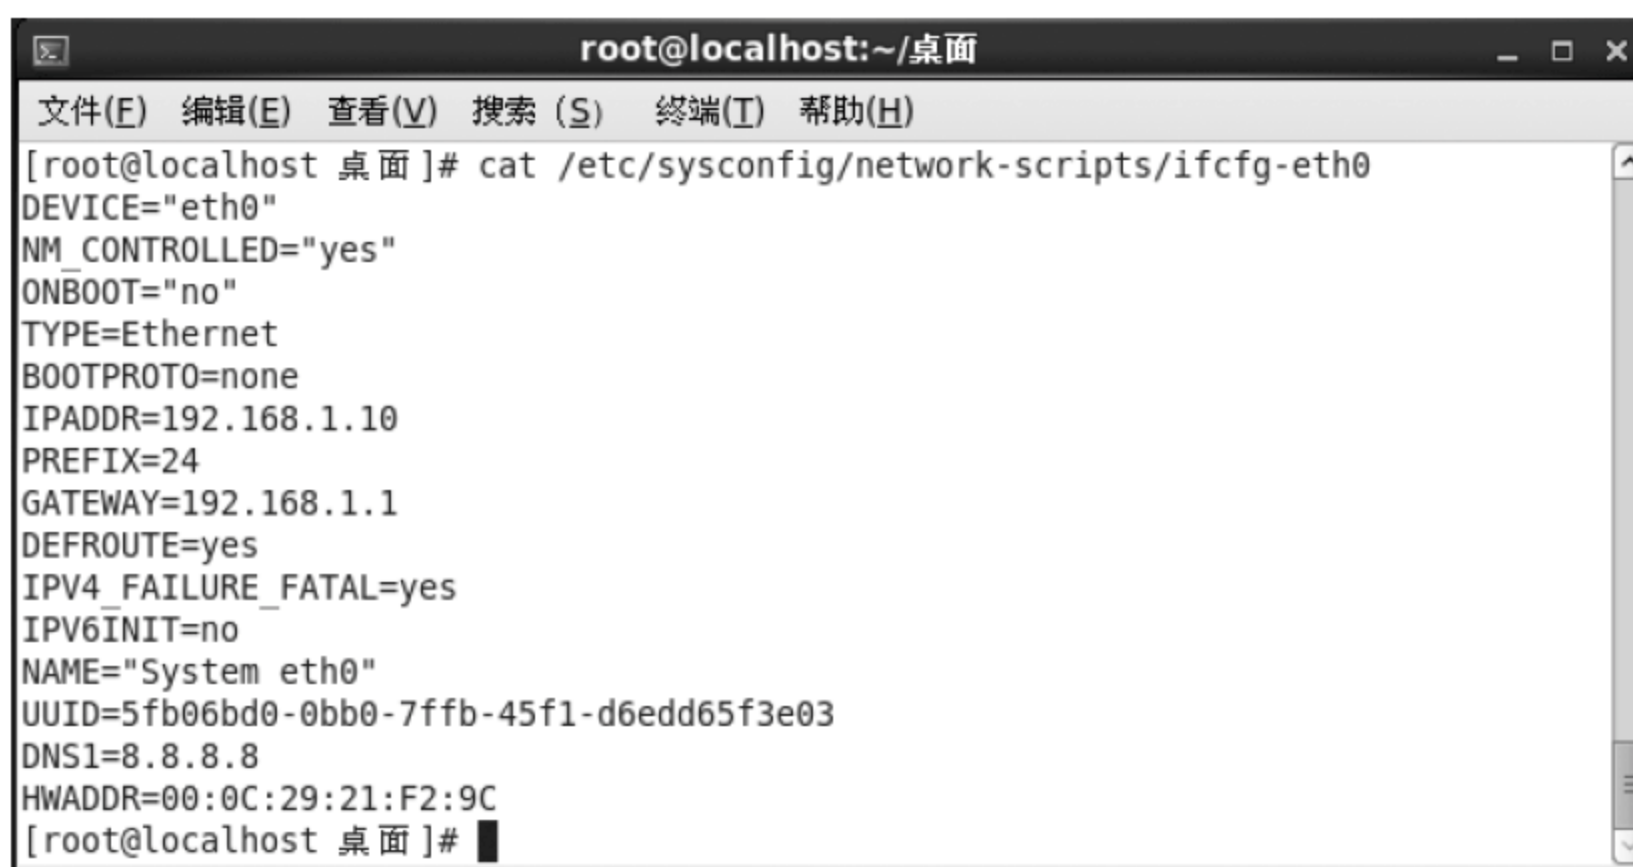 root@localhost:~/桌面
文件(F) 编辑(E) 查看(V) 搜索 (S) 终端(T) 帮助(H)
[root@localhost 桌面]# cat /etc/sysconfig/network-scripts/ifcfg-eth0
DEVICE="eth0"
NM_CONTROLLED="yes"
ONBOOT="no"
TYPE=Ethernet
BOOTPROTO=none
IPADDR=192.168.1.10
PREFIX=24
GATEWAY=192.168.1.1
DEFROUTE=yes
IPV4_FAILURE_FATAL=yes
IPV6INIT=no
NAME="System eth0"
UUID=5fb06bd0-0bb0-7ffb-45f1-d6edd65f3e03
DNS1=8.8.8.8
HWADDR=00:0C:29:21:F2:9C
[root@localhost 桌面]#